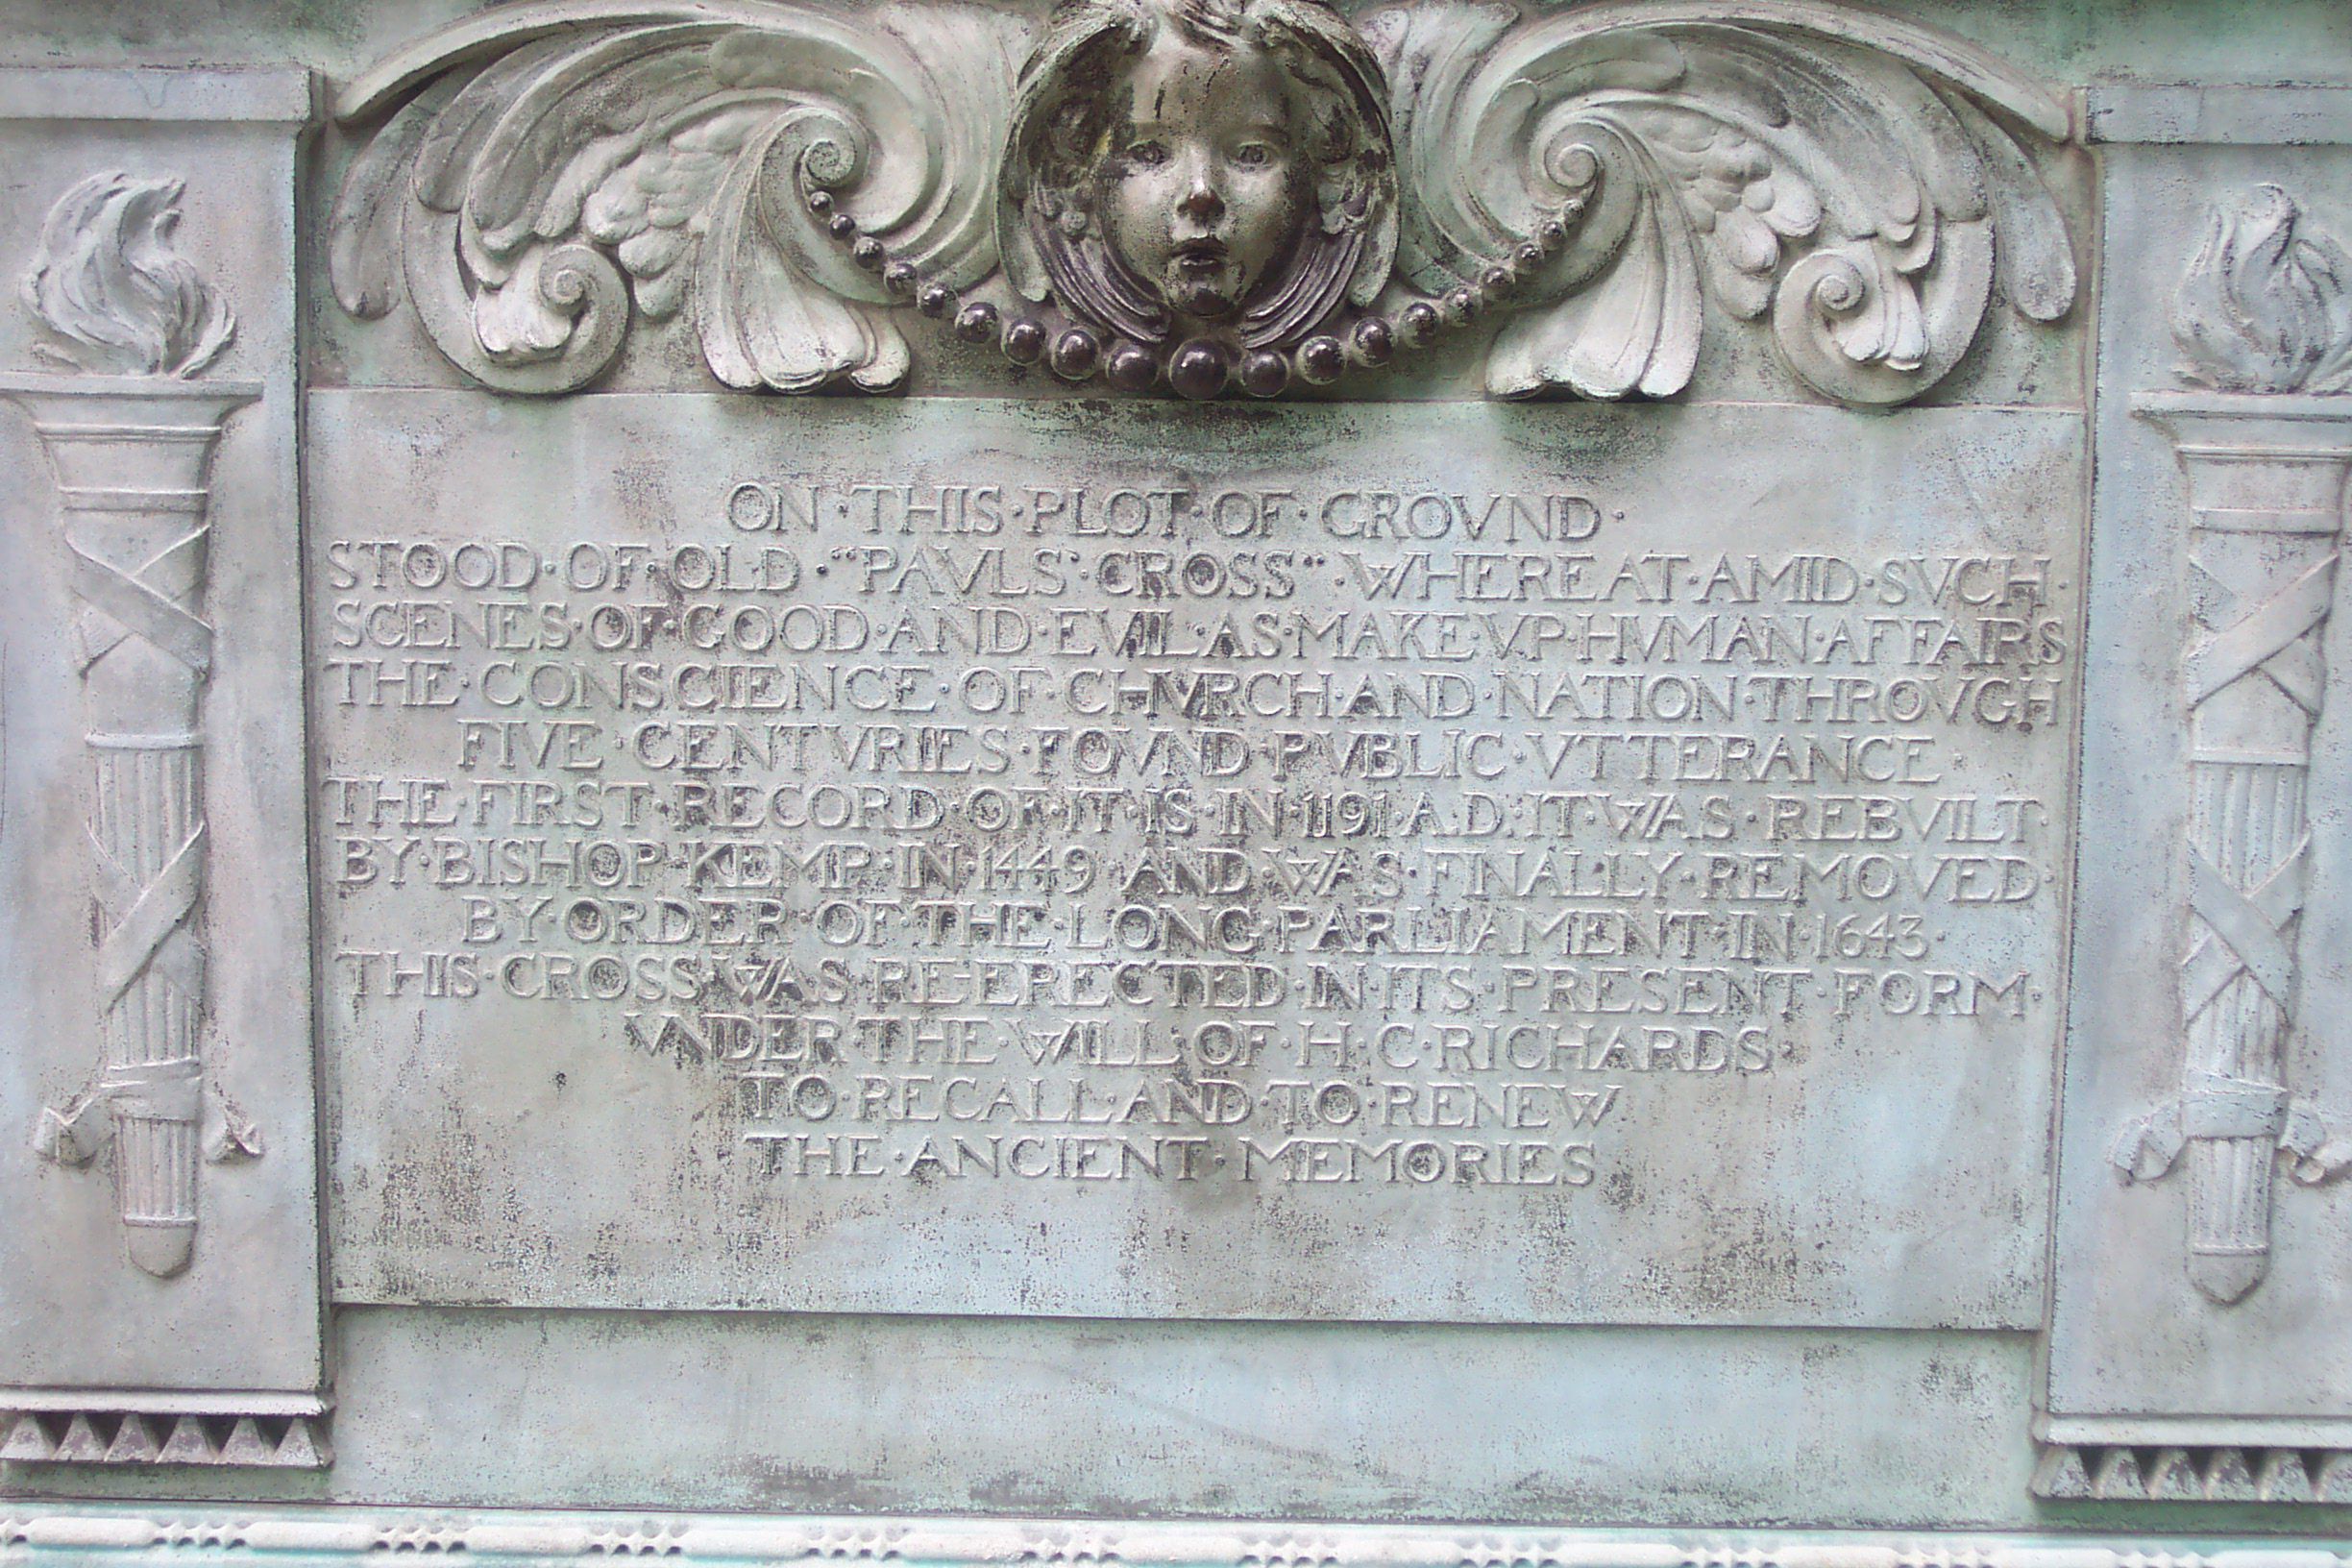 ON · THIS · PLOT · OF · GROVND ·
STOOD · OF · OLD · “PAVLS' · CROSS“ · WHEREAT · AMID · SVCH ·
SCENES · OF · GOOD · AND · EVIL · AS · MAKE · VP · HVMAN · AFFAIRS
THE · CONSCIENCE · OF · CHVRCH · AND · NATION · THROVGH
FIVE · CENTVRIES · FOVND · PVBLIC · VTTERANCE ·
THE · FIRST · RECORD · OF · IT · IS · IN · 1191 · A.D. · IT · WAS · REBVILT ·
BY · BISHOP · KEMP · IN · 1449 · AND · WAS · FINALLY · REMOVED ·
BY · ORDER · OF · THE · LONG · PARLIAMENT · IN · 1643 ·
THIS · CROSS · WAS · RE-ERECTED · IN · ITS · PRESENT · FORM ·
VNDER · THE · WILL · OF · H · C · RICHARDS ·
TO · RECALL · AND · TO · RENEW
THE · ANCIENT · MEMORIES